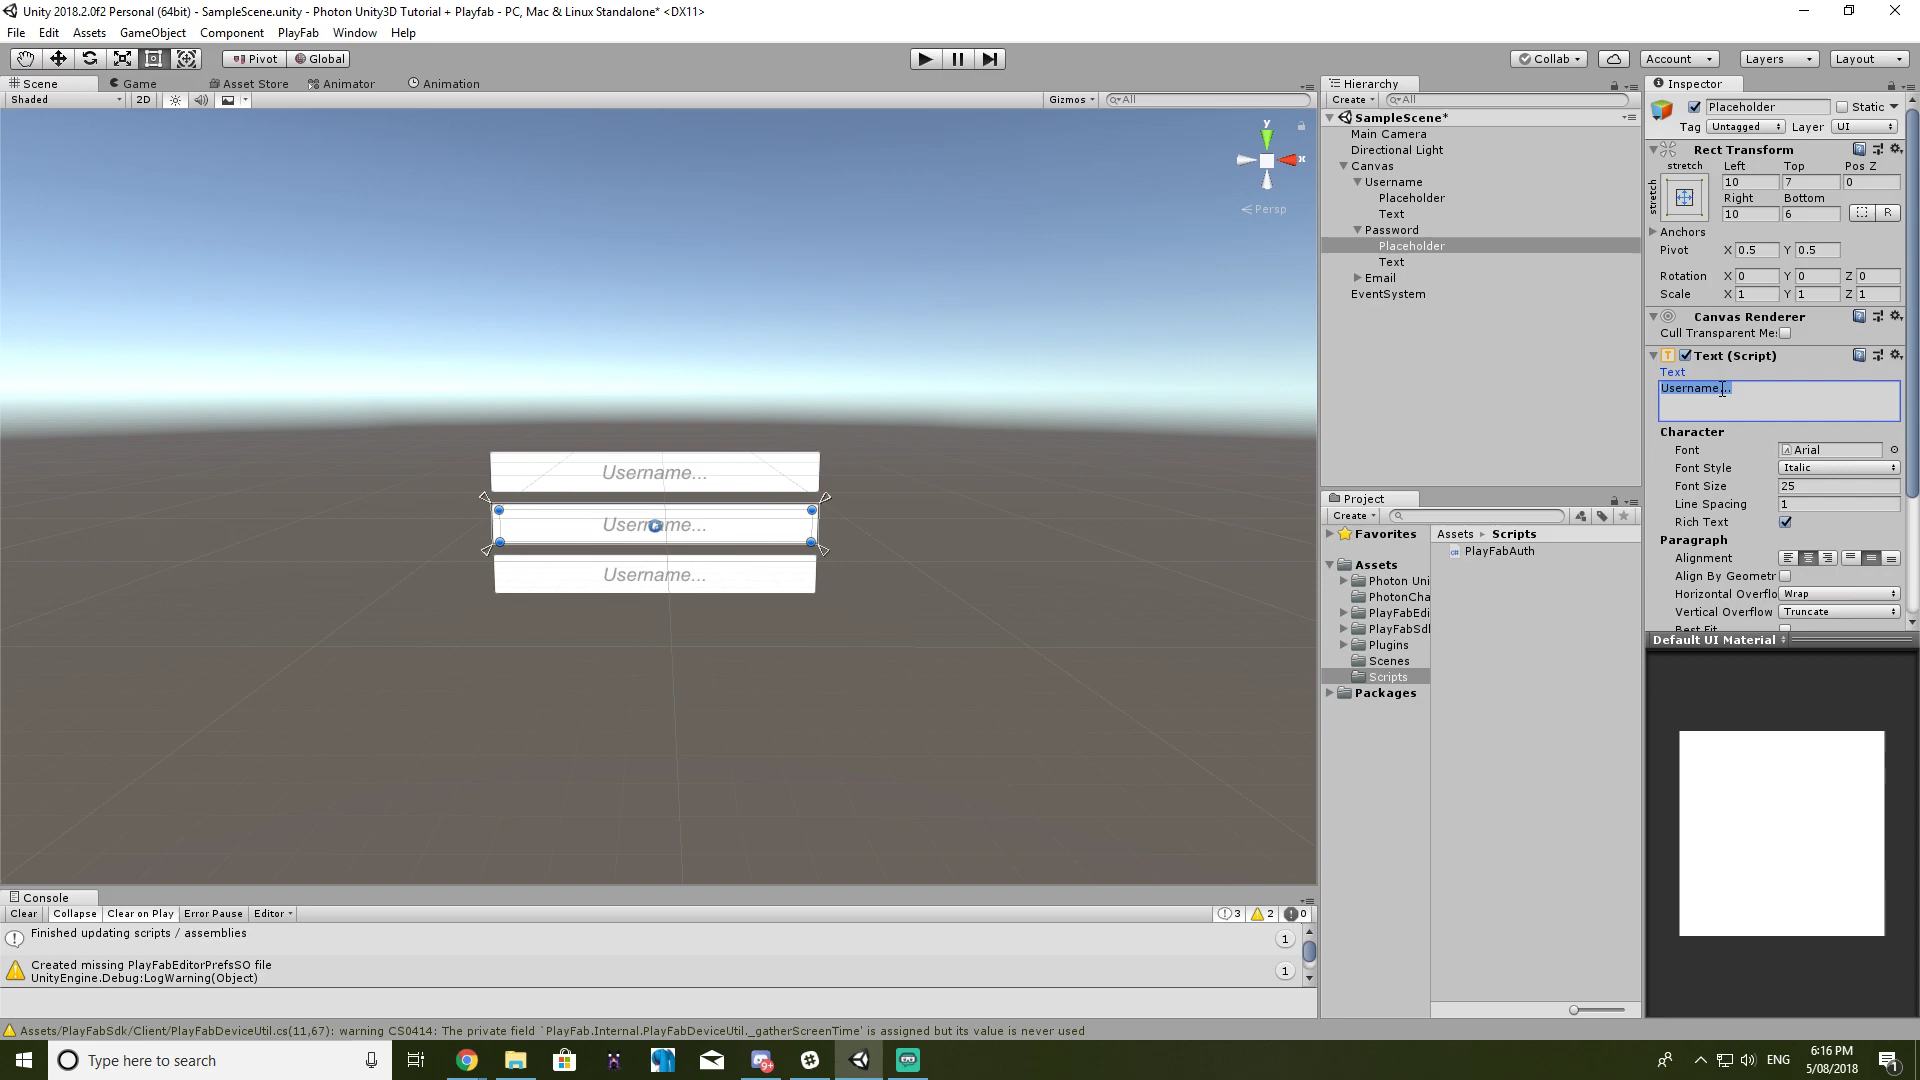 Unity 2018.2.0f2 Personal (64bit) - SampleScene.unity - Photon Unity3D Tutorial + Playfab - PC, Mac & Linux Standalone* <DX11>
File Edit Assets GameObject Component PlayFab Window Help
Pivot Global Collab Account Layers Layout
Scene Game Asset Store Animator Animation
Shaded 2D Gizmos All
y
x
Persp
Username...
Username...
Username...
Hierarchy
Create All
SampleScene*
Main Camera
Directional Light
Canvas
Username
Placeholder
Text
Password
Placeholder
Text
Email
EventSystem
Project
Create
Favorites
Assets
Photon Uni
PhotonCha
PlayFabEdi
PlayFabSdl
Plugins
Scenes
Scripts
Packages
Assets Scripts
PlayFabAuth
Inspector
Placeholder Static
Tag Untagged Layer UI
Rect Transform
stretch Left Top Pos Z
stretch 10 7 0
Right Bottom
10 6 R
Anchors
Pivot X 0.5 Y 0.5
Rotation X 0 Y 0 Z 0
Scale X 1 Y 1 Z 1
Canvas Renderer
Cull Transparent Me
Text (Script)
Text
Username...
Character
Font Arial
Font Style Italic
Font Size 25
Line Spacing 1
Rich Text
Paragraph
Alignment
Align By Geometr
Horizontal Overflo Wrap
Vertical Overflow Truncate
Best Fit
Default UI Material
Console
Clear Collapse Clear on Play Error Pause Editor 3 2 0
Finished updating scripts / assemblies 1
Created missing PlayFabEditorPrefsSO file
UnityEngine.Debug:LogWarning(Object) 1
Assets/PlayFabSdk/Client/PlayFabDeviceUtil.cs(11,67): warning CS0414: The private field `PlayFab.Internal.PlayFabDeviceUtil._gatherScreenTime' is assigned but its value is never used
Type here to search
ENG
6:16 PM
5/08/2018
1